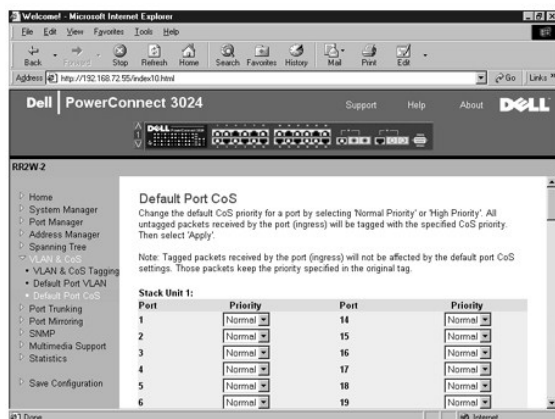 Welcome! - Microsoft Internet Explorer
File Edit View Favorites Tools Help
Back Forward Stop Refresh Home Search Favorites History Mail Print Edit
Address http://192.168.72.55/index10.html Go Links »
Dell | PowerConnect 3024 Support Help About DELL
DELL
RR2W-2
Home
System Manager
Port Manager
Address Manager
Spanning Tree
VLAN & CoS
VLAN & CoS Tagging
Default Port VLAN
Default Port CoS
Port Trunking
Port Mirroring
SNMP
Multimedia Support
Statistics
Save Configuration
Default Port CoS
Change the default CoS priority for a port by selecting 'Normal Priority' or 'High Priority'. All
untagged packets received by the port (ingress) will be tagged with the specified CoS priority.
Then select 'Apply'.
Note: Tagged packets received by the port (ingress) will not be affected by the default port CoS
settings. Those packets keep the priority specified in the original tag.
Stack Unit 1:
Port Priority Port Priority
1 Normal 14 Normal
2 Normal 15 Normal
3 Normal 16 Normal
4 Normal 17 Normal
5 Normal 18 Normal
6 Normal 19 Normal
Done Internet